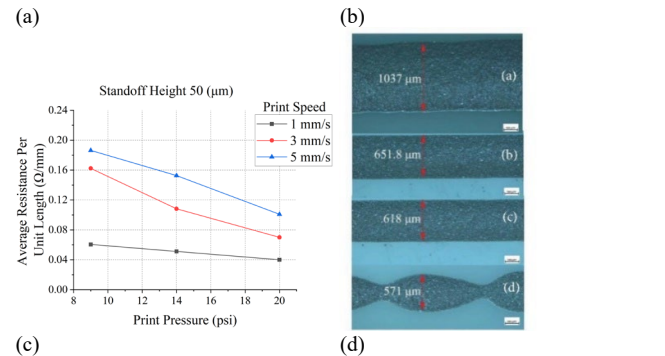 (a)
(b)
Standoff Height 50 (μm)
Print Speed
1 mm/s
3 mm/s
5 mm/s
Average Resistance Per
Unit Length (Ω/mm)
0.24
0.20
0.16
0.12
0.08
0.04
0.00
8 10 12 14 16 18 20
Print Pressure (psi)
1037 μm
(a)
651.8 μm
(b)
618 μm
(c)
571 μm
(d)
(c)
(d)